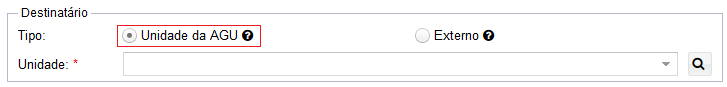 Destinatário
Tipo: Unidade da AGU ? Externo ?
Unidade: *